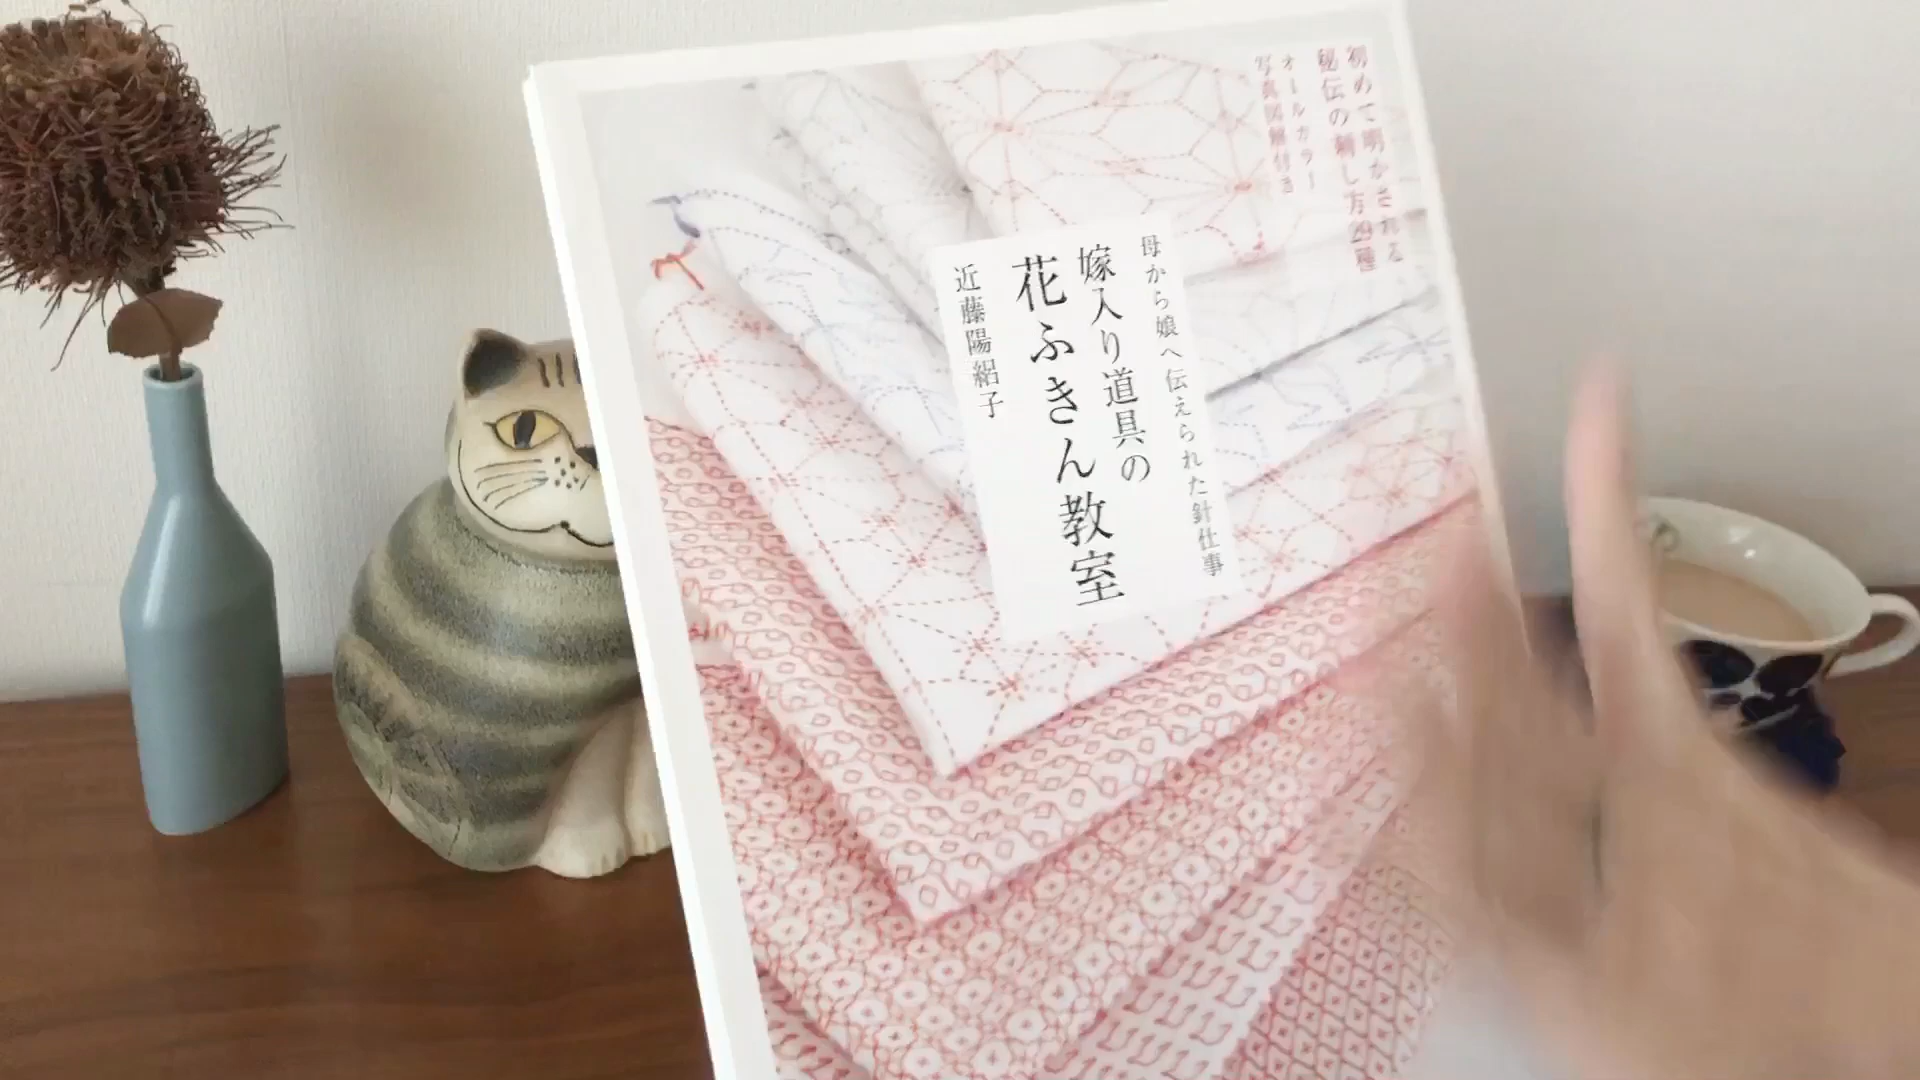 初めて明かされる
秘伝の刺し方29種
オールカラー
写真図解付き
母から娘へ伝えられた針仕事
嫁入り道具の
花ふきん教室
近藤陽絽子